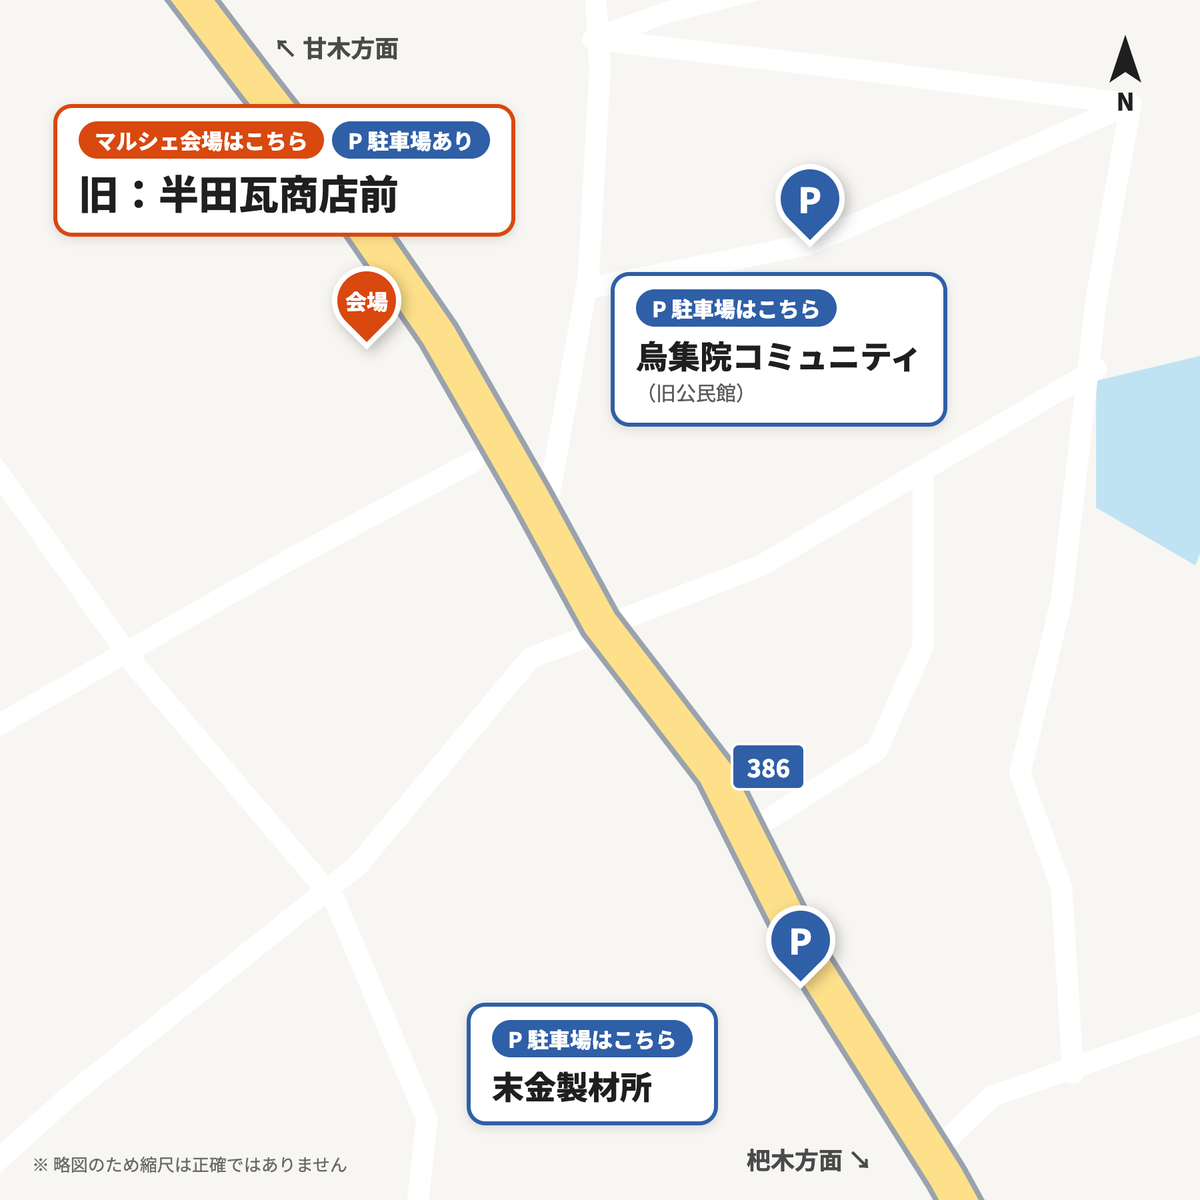 ↖ 甘木方面
N
マルシェ会場はこちら
P 駐車場あり
旧：半田瓦商店前
P
会場
P 駐車場はこちら
烏集院コミュニティ
（旧公民館）
386
P
P 駐車場はこちら
末金製材所
杷木方面 ↘
※ 略図のため縮尺は正確ではありません